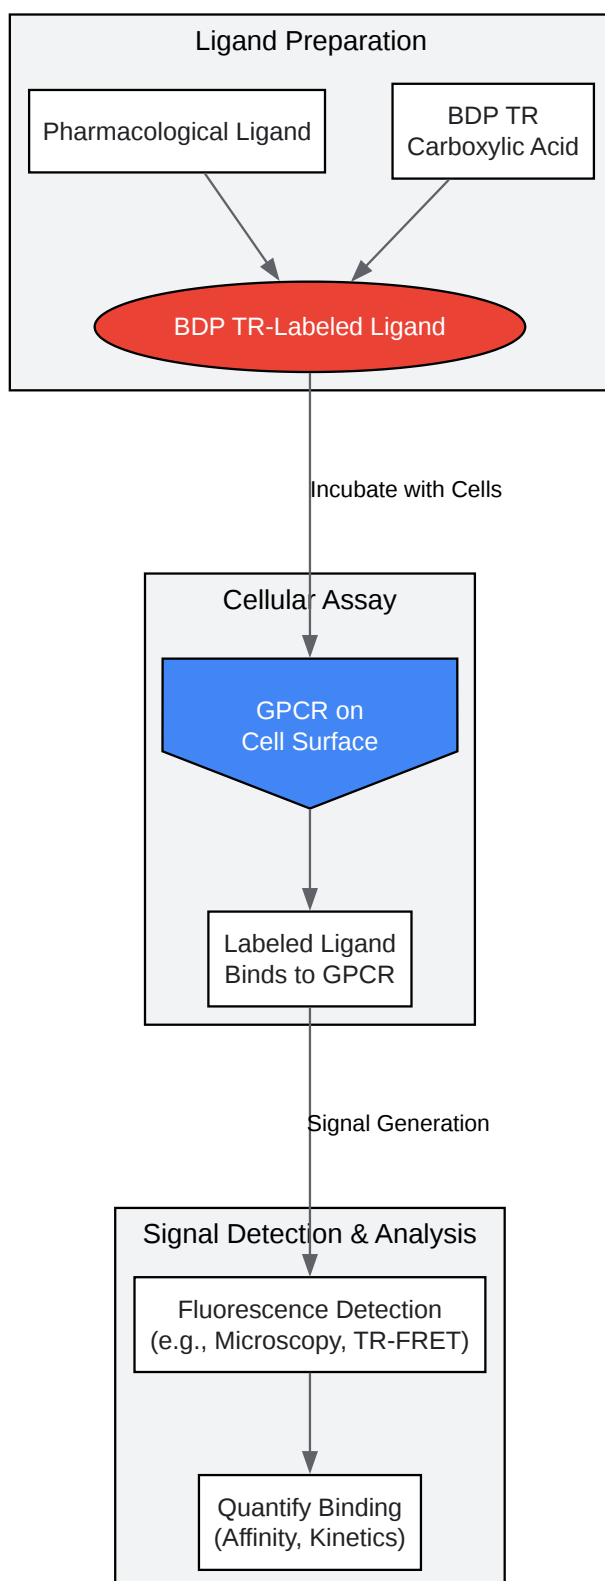 Ligand Preparation
Pharmacological Ligand
BDP TR
Carboxylic Acid
BDP TR-Labeled Ligand
Incubate with Cells
Cellular Assay
GPCR on
Cell Surface
Labeled Ligand
Binds to GPCR
Signal Generation
Signal Detection & Analysis
Fluorescence Detection
(e.g., Microscopy, TR-FRET)
Quantify Binding
(Affinity, Kinetics)